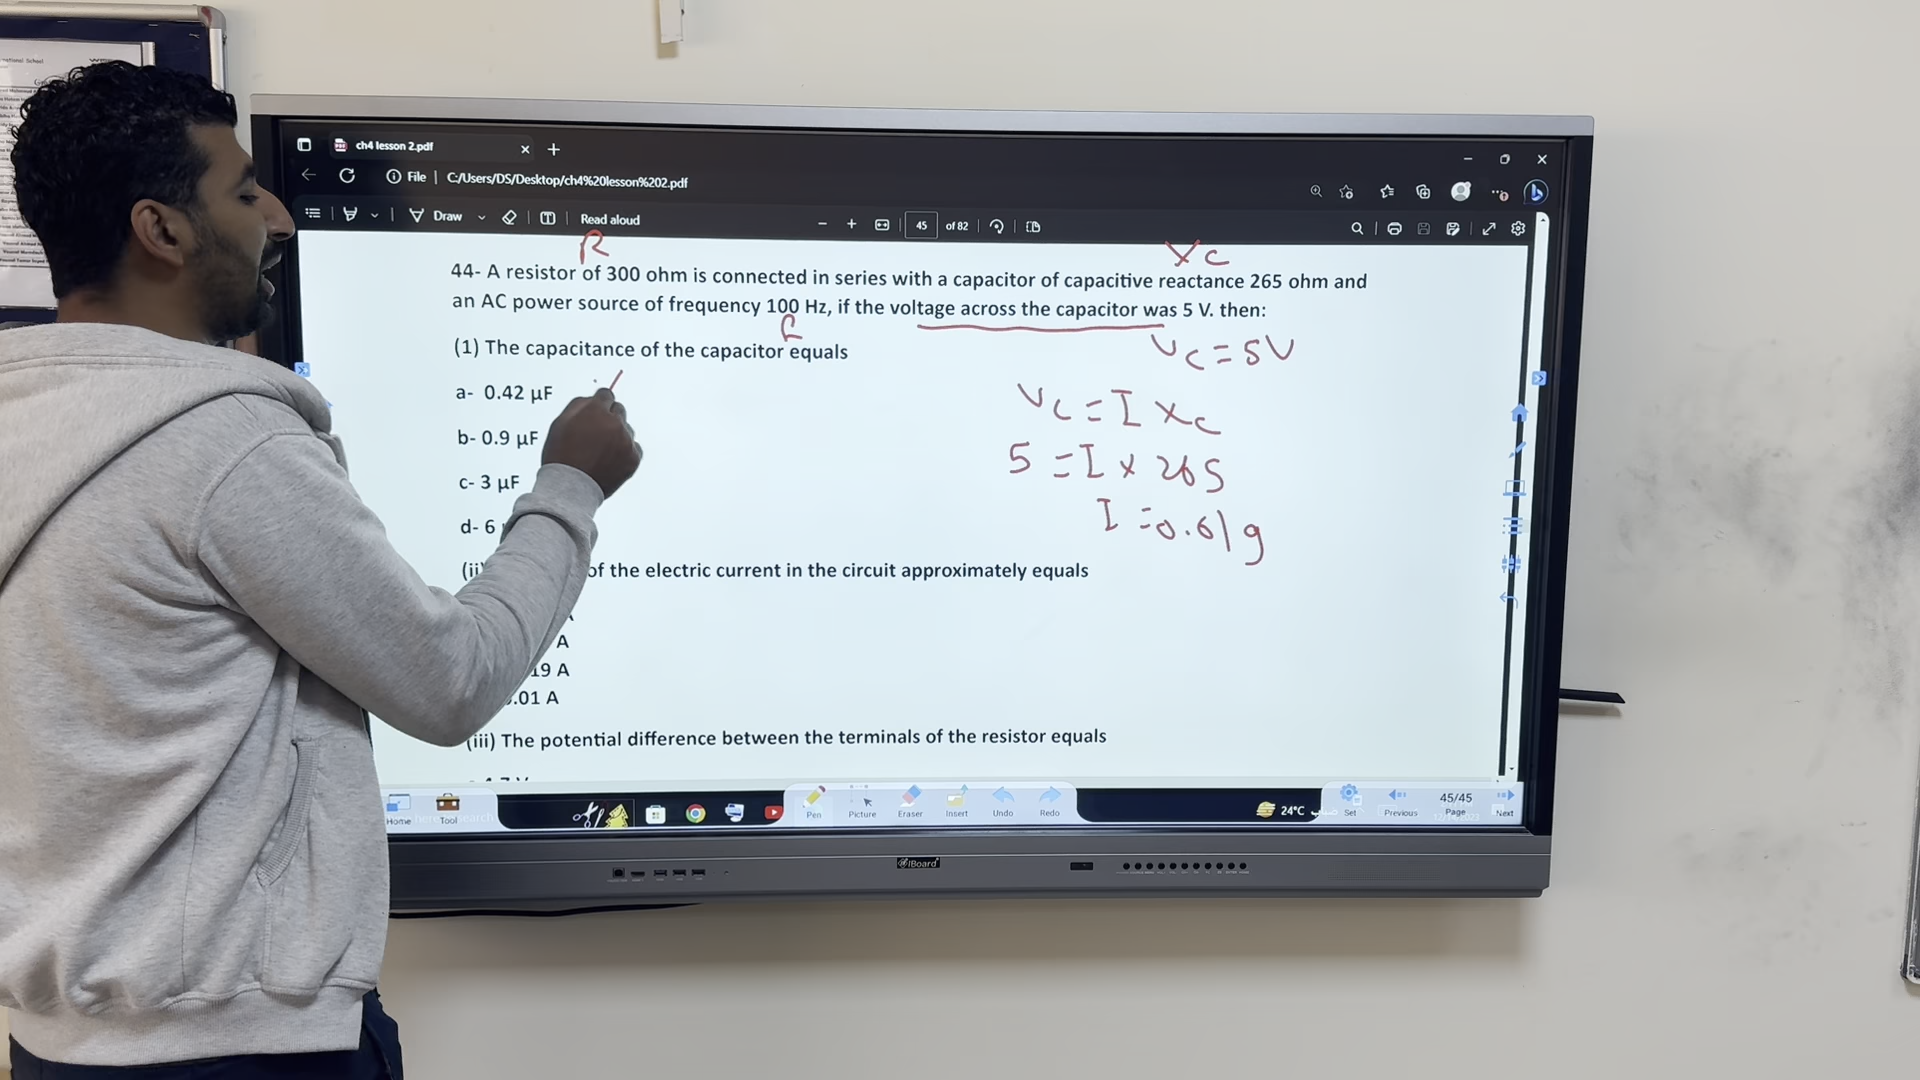 ch4 lesson 2.pdf
File | C:/Users/DS/Desktop/ch4%20lesson%202.pdf
Draw
Read aloud
45 of 82
R
XC
44- A resistor of 300 ohm is connected in series with a capacitor of capacitive reactance 265 ohm and
an AC power source of frequency 100 Hz, if the voltage across the capacitor was 5 V. then:
(1) The capacitance of the capacitor equals
VC = 5V
a- 0.42 µF
VC = I XC
b- 0.9 µF
5 = I × 265
c- 3 µF
I = 0.019
d- 6
(ii) of the electric current in the circuit approximately equals
A
A
19 A
.01 A
(iii) The potential difference between the terminals of the resistor equals
Home
Tool
Pen
Picture
Eraser
Insert
Undo
Redo
24°C
Set
Previous
45/45
Page
Next
IBoard